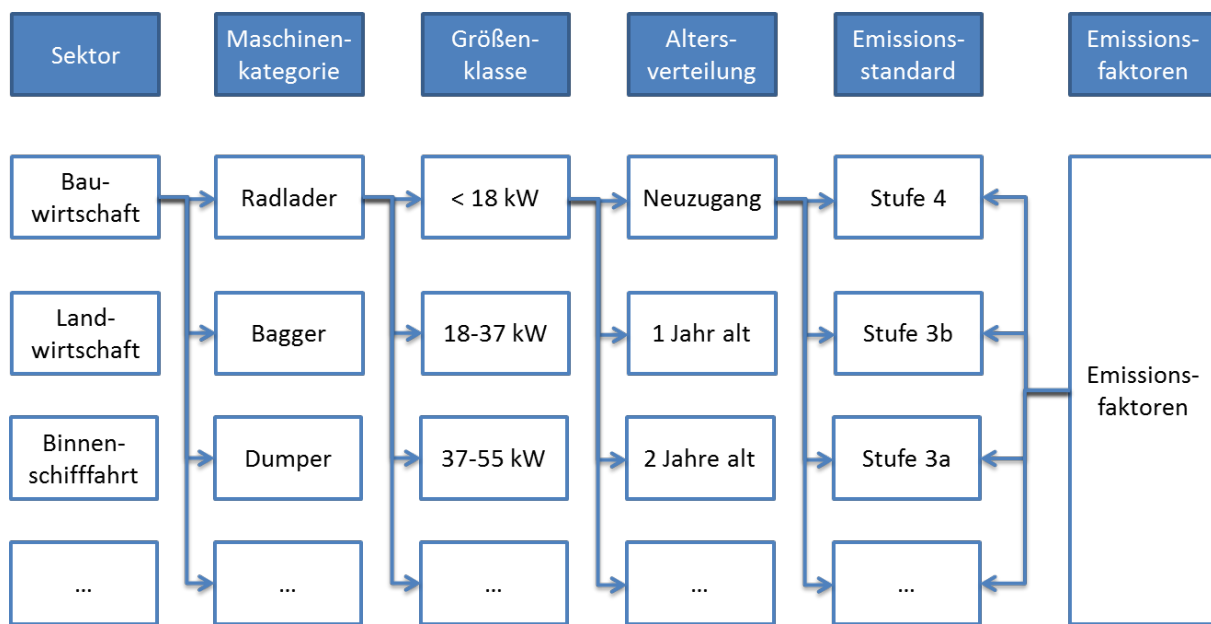 Sektor
Maschinen-
kategorie
Größen-
klasse
Alters-
verteilung
Emissions-
standard
Emissions-
faktoren
Bau-
wirtschaft
Radlader
< 18 kW
Neuzugang
Stufe 4
Land-
wirtschaft
Bagger
18-37 kW
1 Jahr alt
Stufe 3b
Emissions-
faktoren
Binnen-
schifffahrt
Dumper
37-55 kW
2 Jahre alt
Stufe 3a
...
...
...
...
...